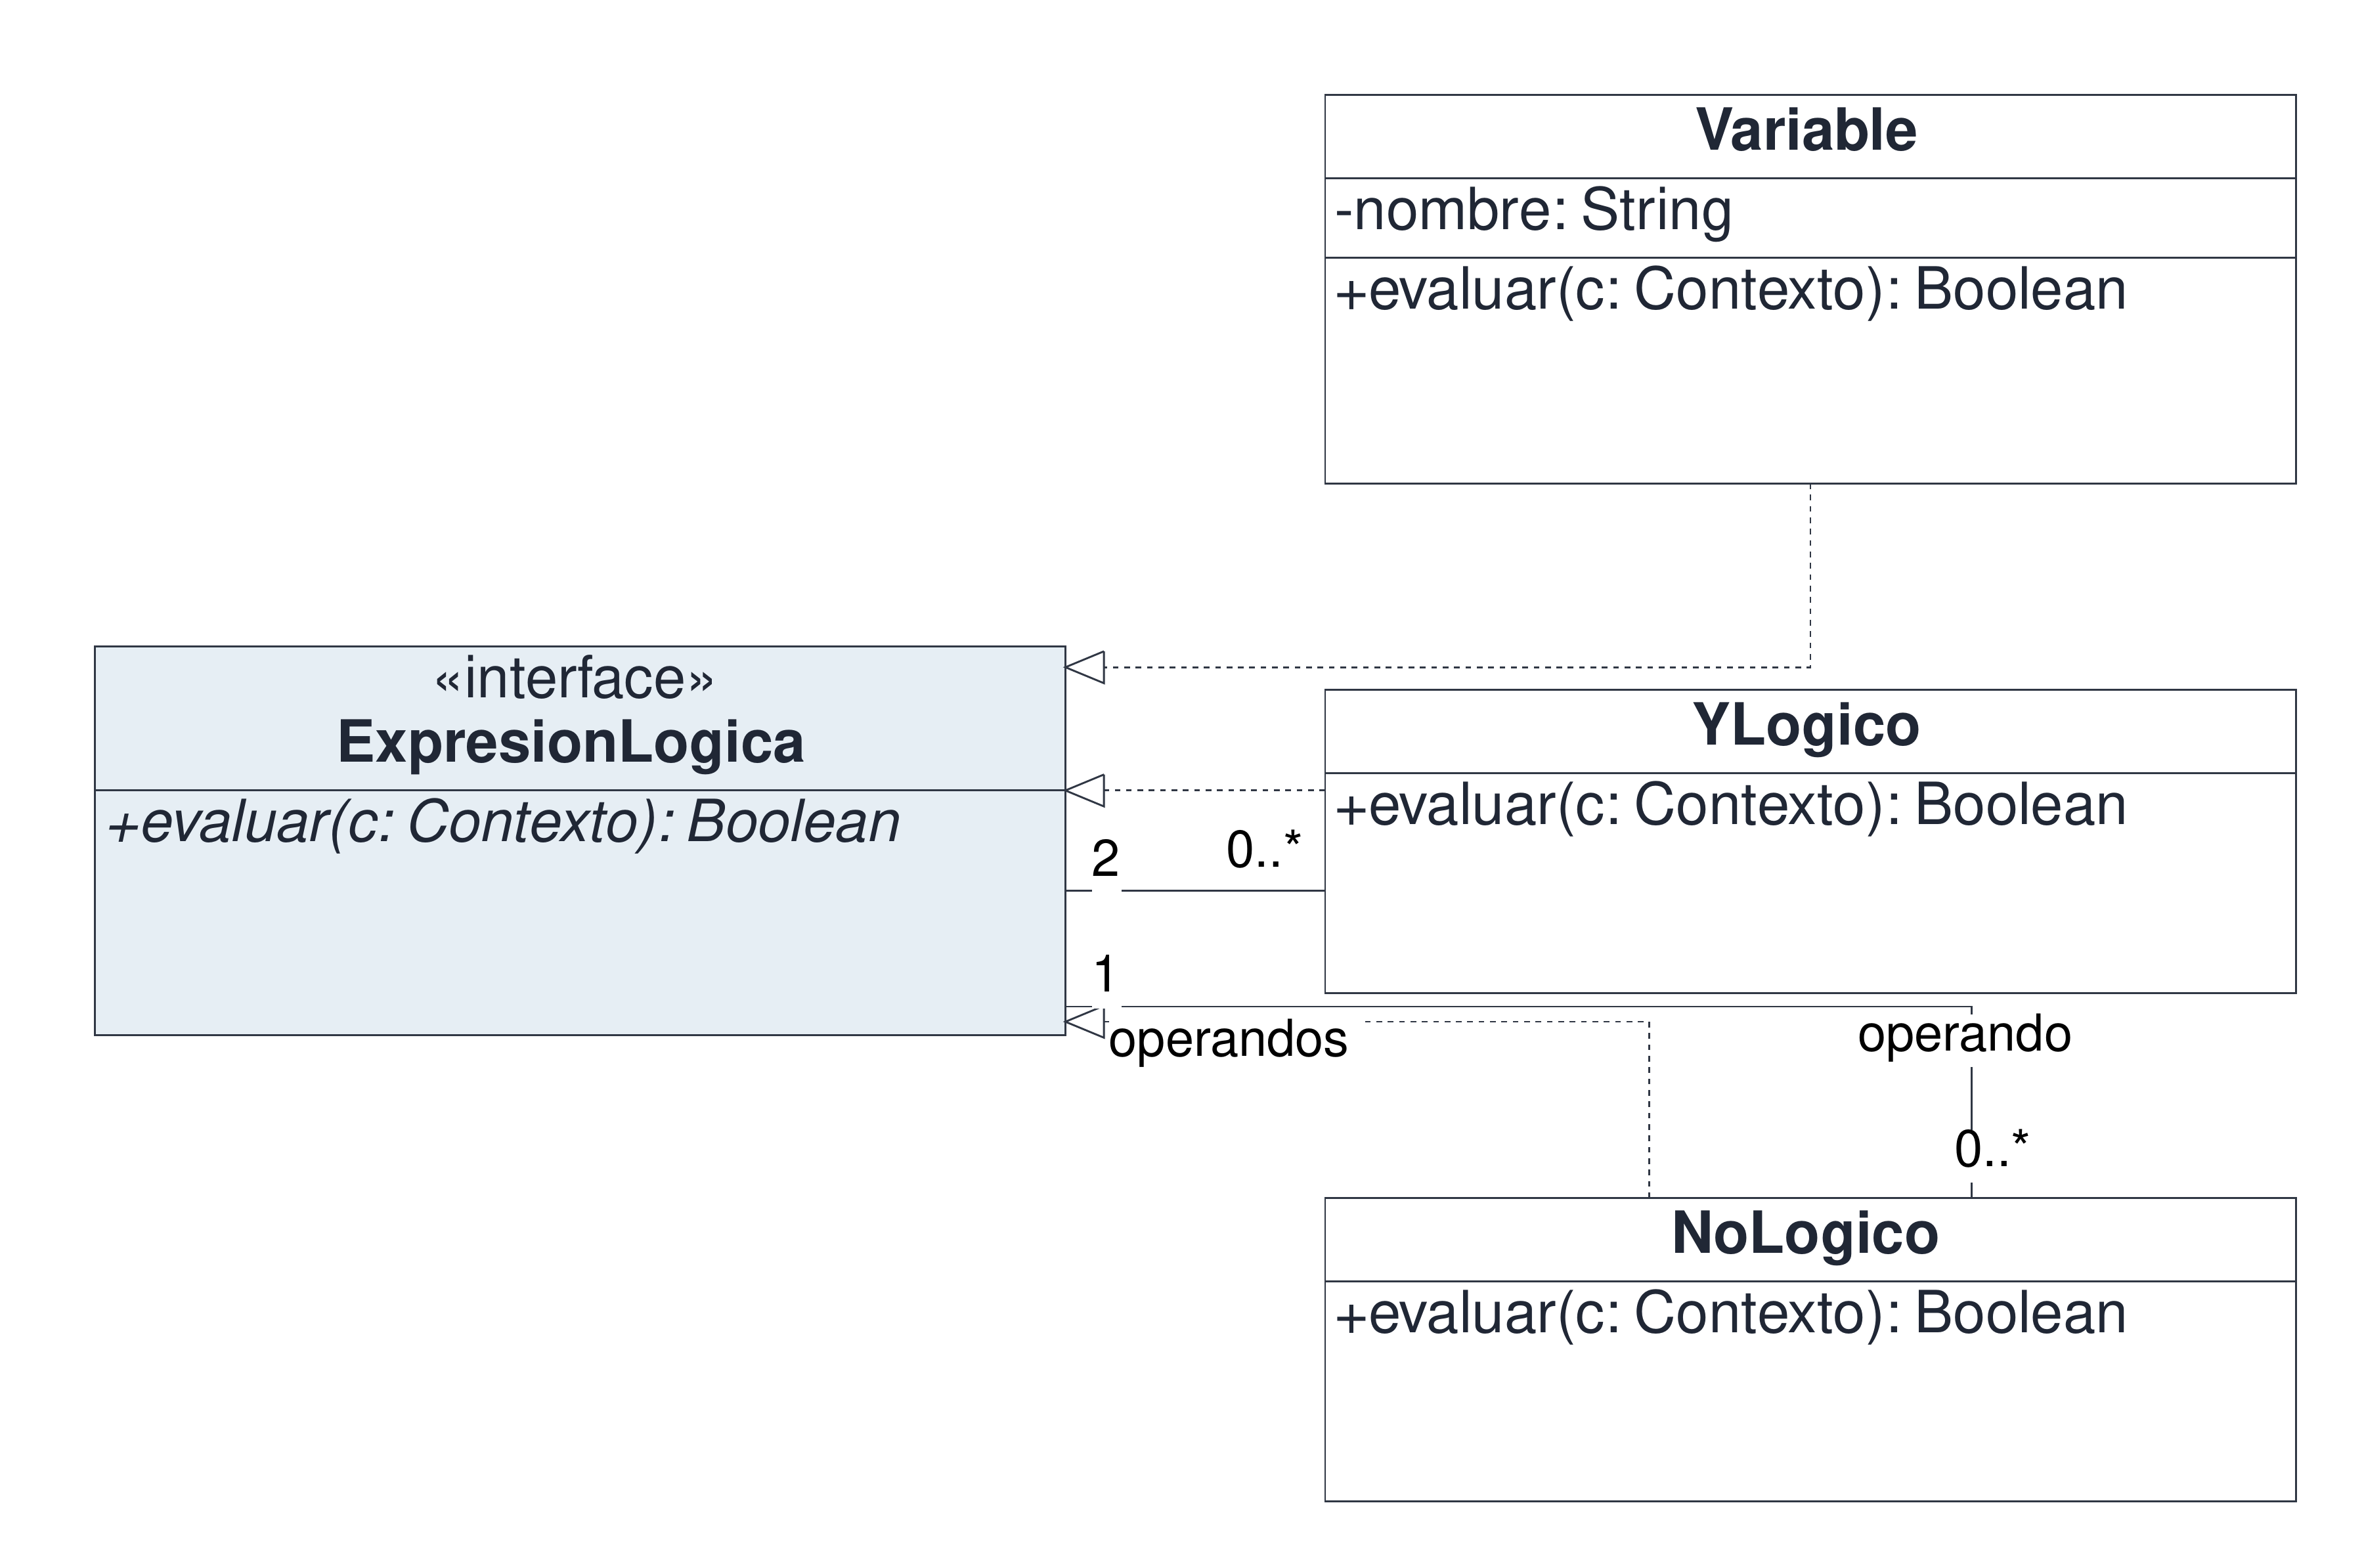 Variable
-nombre: String
+evaluar(c: Contexto): Boolean
«interface»
ExpresionLogica
+evaluar(c: Contexto): Boolean
YLogico
+evaluar(c: Contexto): Boolean
2
0..*
1
operandos
operando
0..*
NoLogico
+evaluar(c: Contexto): Boolean